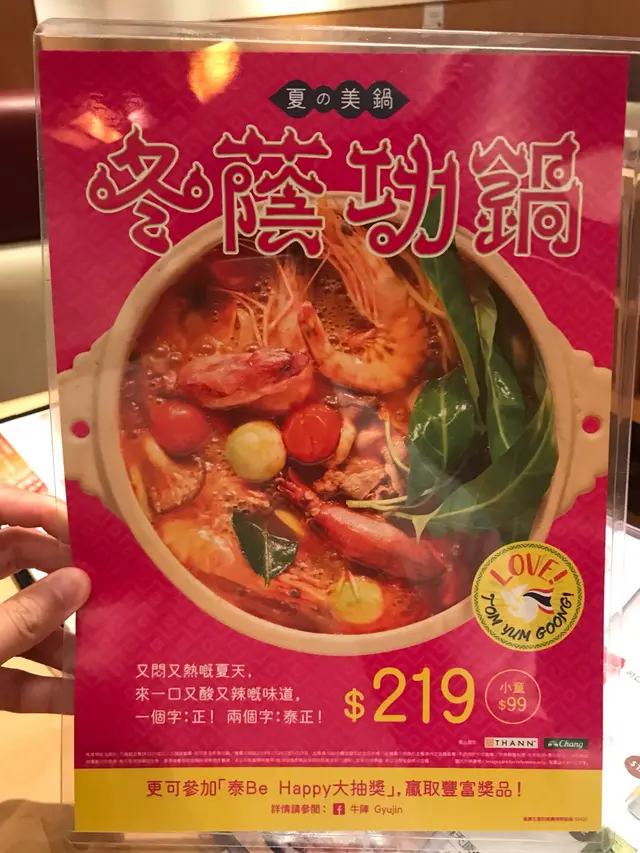 夏の美鍋
冬蔭功鍋
LOVE!
TOM YUM GOONG!
又悶又熱嘅夏天，
來一口又酸又辣嘅味道，
一個字：正！ 兩個字：泰正！
$219
小童
$99
THANN
Chang
更可參加「泰Be Happy大抽獎」，贏取豐富獎品！
詳情請參閱： 牛陣 Gyujin